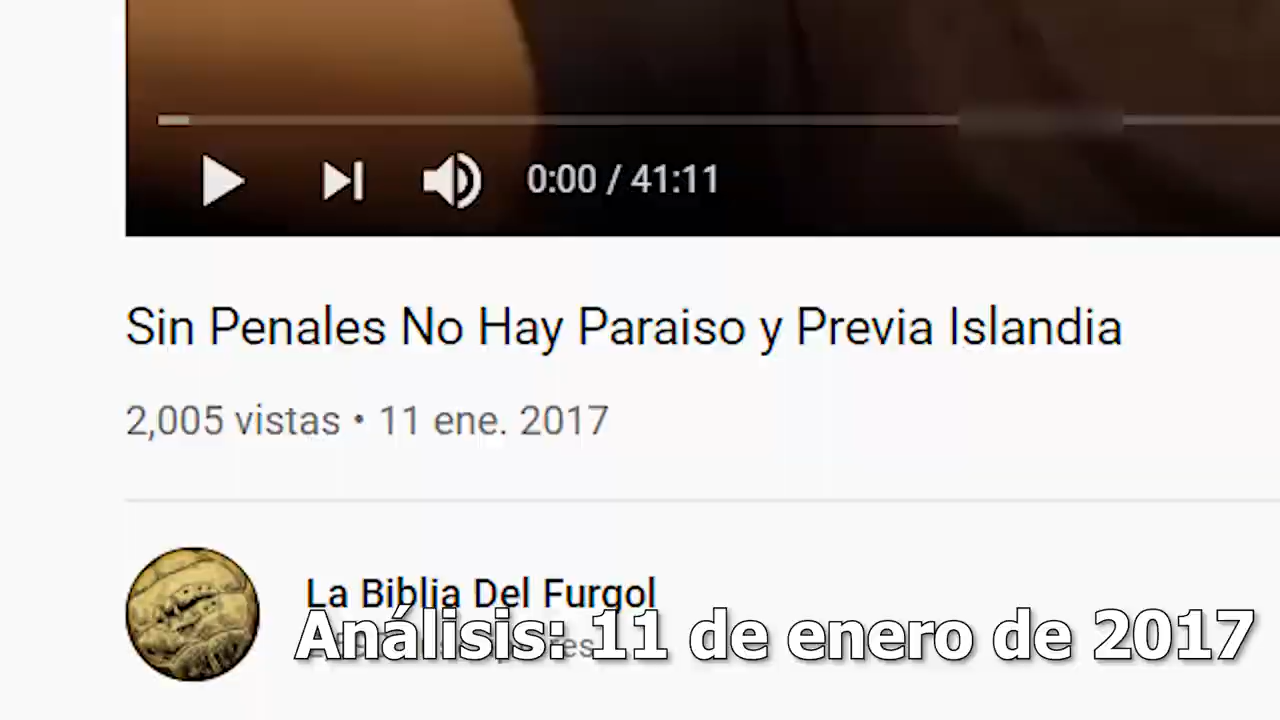 0:00 / 41:11
Sin Penales No Hay Paraiso y Previa Islandia
2,005 vistas • 11 ene. 2017
La Biblia Del Furgol
Análisis: 11 de enero de 2017